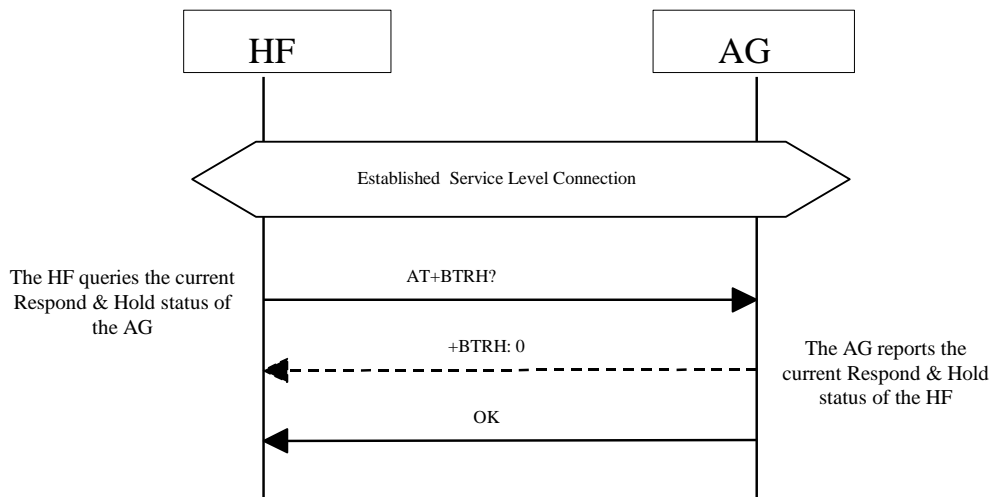 HF
AG
Established Service Level Connection
The HF queries the current
Respond & Hold status of
the AG
AT+BTRH?
+BTRH: 0
The AG reports the
current Respond & Hold
status of the HF
OK